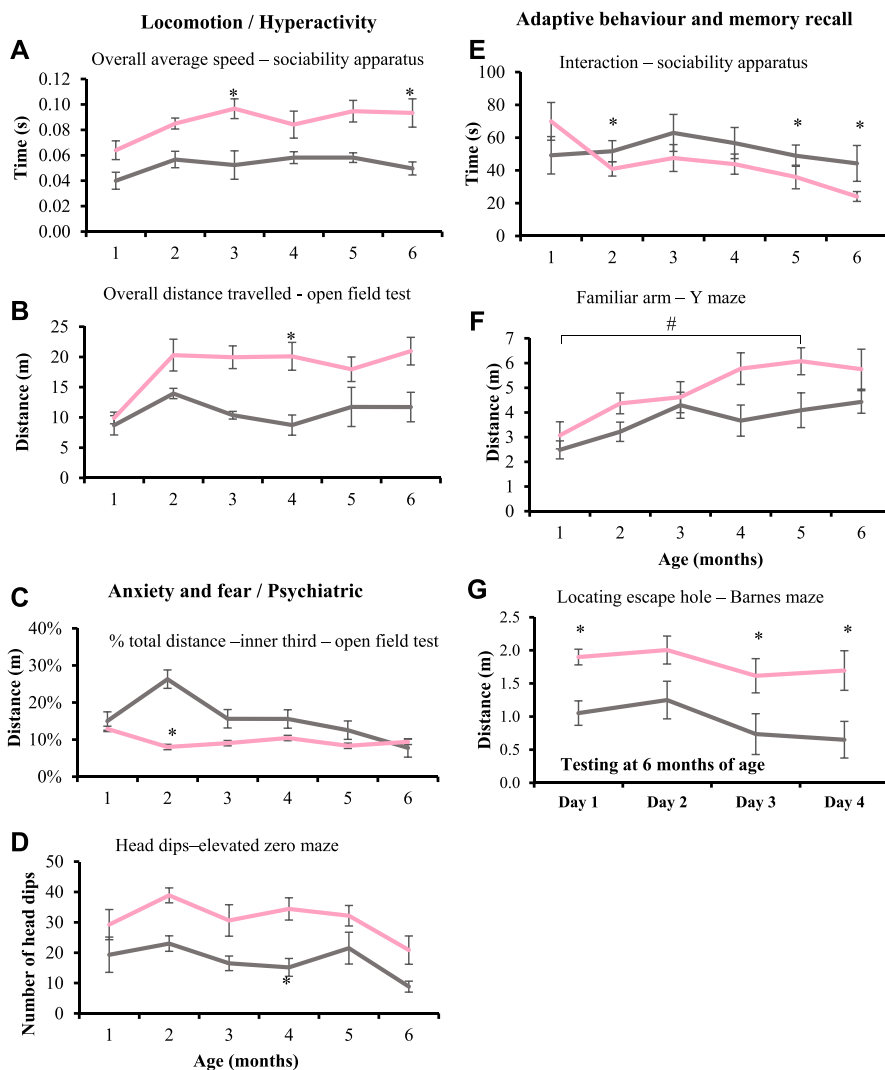 Locomotion / Hyperactivity
A
Overall average speed – sociability apparatus
Time (s)
0.12
0.10
0.08
0.06
0.04
0.02
0.00
*
*
1 2 3 4 5 6
B
Overall distance travelled - open field test
Distance (m)
25
20
15
10
5
0
*
1 2 3 4 5 6
Anxiety and fear / Psychiatric
C
% total distance –inner third – open field test
Distance (m)
40%
30%
20%
10%
0%
*
1 2 3 4 5 6
D
Head dips–elevated zero maze
Number of head dips
50
40
30
20
10
0
*
1 2 3 4 5 6
Age (months)
Adaptive behaviour and memory recall
E
Interaction – sociability apparatus
Time (s)
100
80
60
40
20
0
*
*
*
1 2 3 4 5 6
F
Familiar arm – Y maze
Distance (m)
7
6
5
4
3
2
1
0
#
1 2 3 4 5 6
Age (months)
G
Locating escape hole – Barnes maze
Distance (m)
2.5
2.0
1.5
1.0
0.5
0.0
*
*
*
Testing at 6 months of age
Day 1 Day 2 Day 3 Day 4